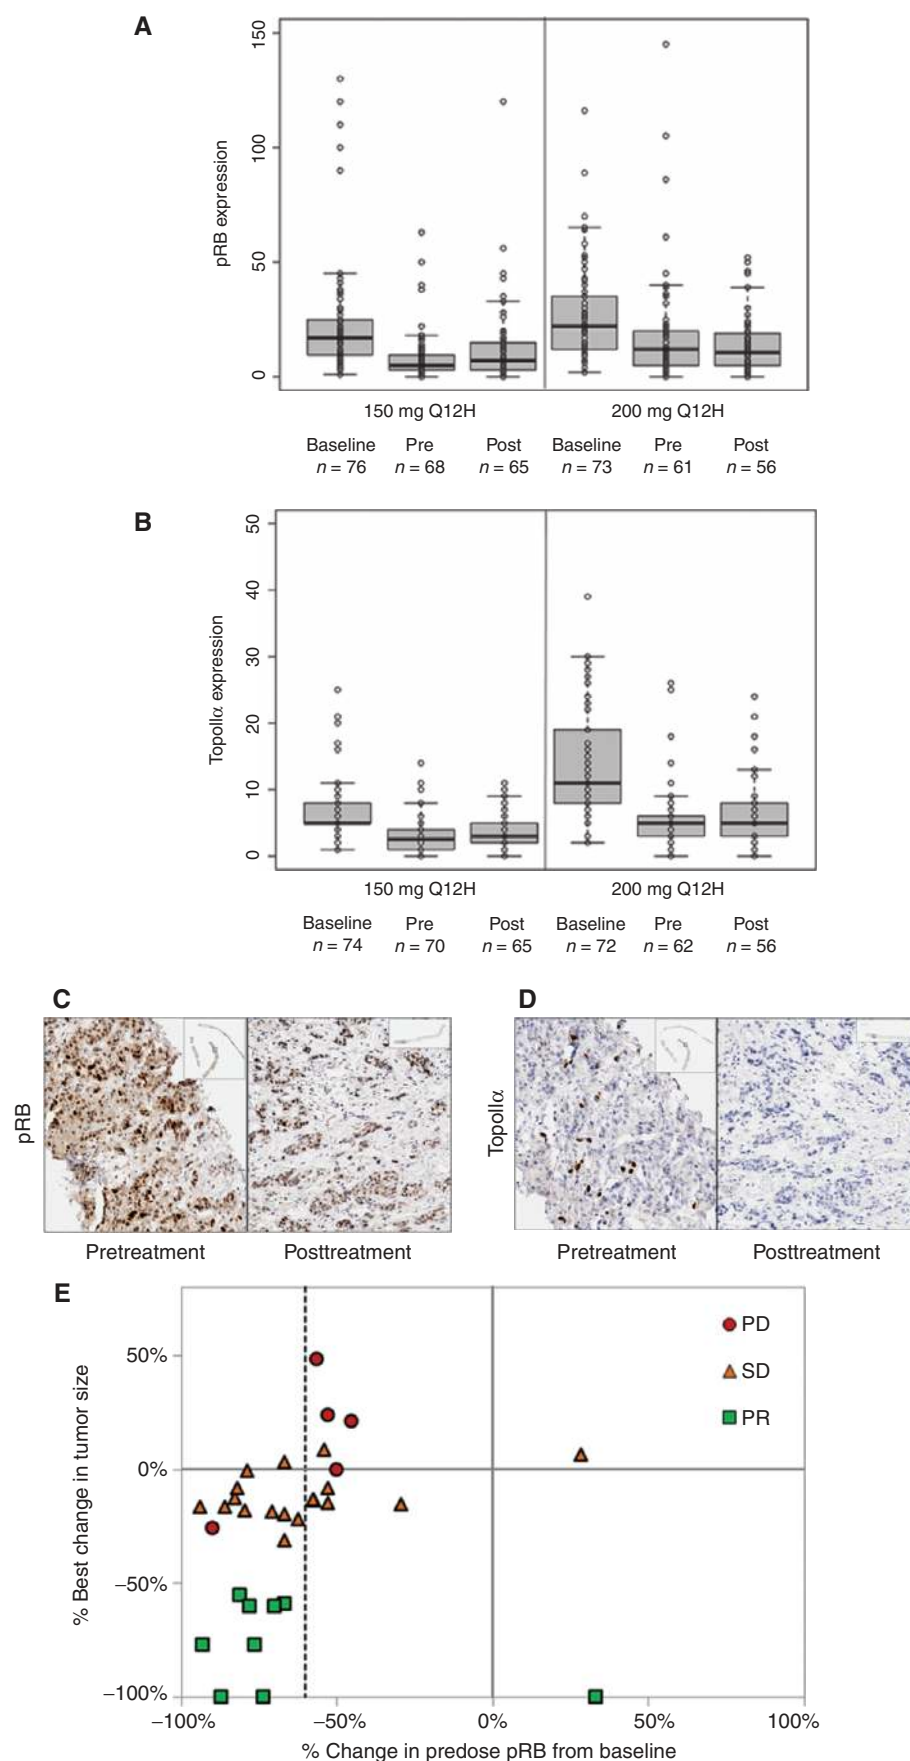 A
150
100
50
0
pRB expression
150 mg Q12H
200 mg Q12H
Baseline Pre Post Baseline Pre Post
n = 76 n = 68 n = 65 n = 73 n = 61 n = 56
B
50
40
30
20
10
0
TopoIIα expression
150 mg Q12H
200 mg Q12H
Baseline Pre Post Baseline Pre Post
n = 74 n = 70 n = 65 n = 72 n = 62 n = 56
C
pRB
Pretreatment
Posttreatment
D
TopoIIα
Pretreatment
Posttreatment
E
% Best change in tumor size
50%
0%
−50%
−100%
PD
SD
PR
−100% −50% 0% 50% 100%
% Change in predose pRB from baseline